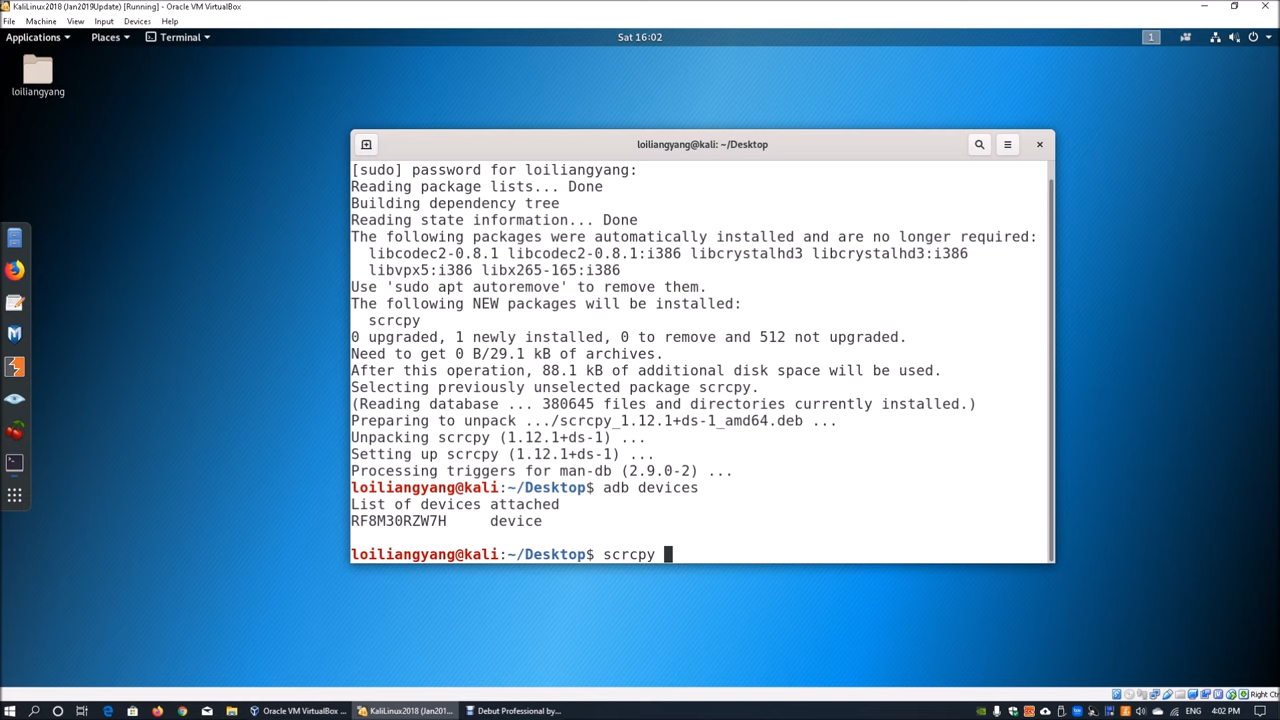 KaliLinux2018 (Jan2019Update) [Running] - Oracle VM VirtualBox
File Machine View Input Devices Help
Applications Places Terminal Sat 16:02 1
loiliangyang
loiliangyang@kali: ~/Desktop
[sudo] password for loiliangyang:
Reading package lists... Done
Building dependency tree
Reading state information... Done
The following packages were automatically installed and are no longer required:
libcodec2-0.8.1 libcodec2-0.8.1:i386 libcrystalhd3 libcrystalhd3:i386
libvpx5:i386 libx265-165:i386
Use 'sudo apt autoremove' to remove them.
The following NEW packages will be installed:
scrcpy
0 upgraded, 1 newly installed, 0 to remove and 512 not upgraded.
Need to get 0 B/29.1 kB of archives.
After this operation, 88.1 kB of additional disk space will be used.
Selecting previously unselected package scrcpy.
(Reading database ... 380645 files and directories currently installed.)
Preparing to unpack .../scrcpy_1.12.1+ds-1_amd64.deb ...
Unpacking scrcpy (1.12.1+ds-1) ...
Setting up scrcpy (1.12.1+ds-1) ...
Processing triggers for man-db (2.9.0-2) ...
loiliangyang@kali:~/Desktop$ adb devices
List of devices attached
RF8M30RZW7H device
loiliangyang@kali:~/Desktop$ scrcpy
Right Ctrl
Oracle VM VirtualBox ... KaliLinux2018 (Jan201... Debut Professional by... ENG 4:02 PM